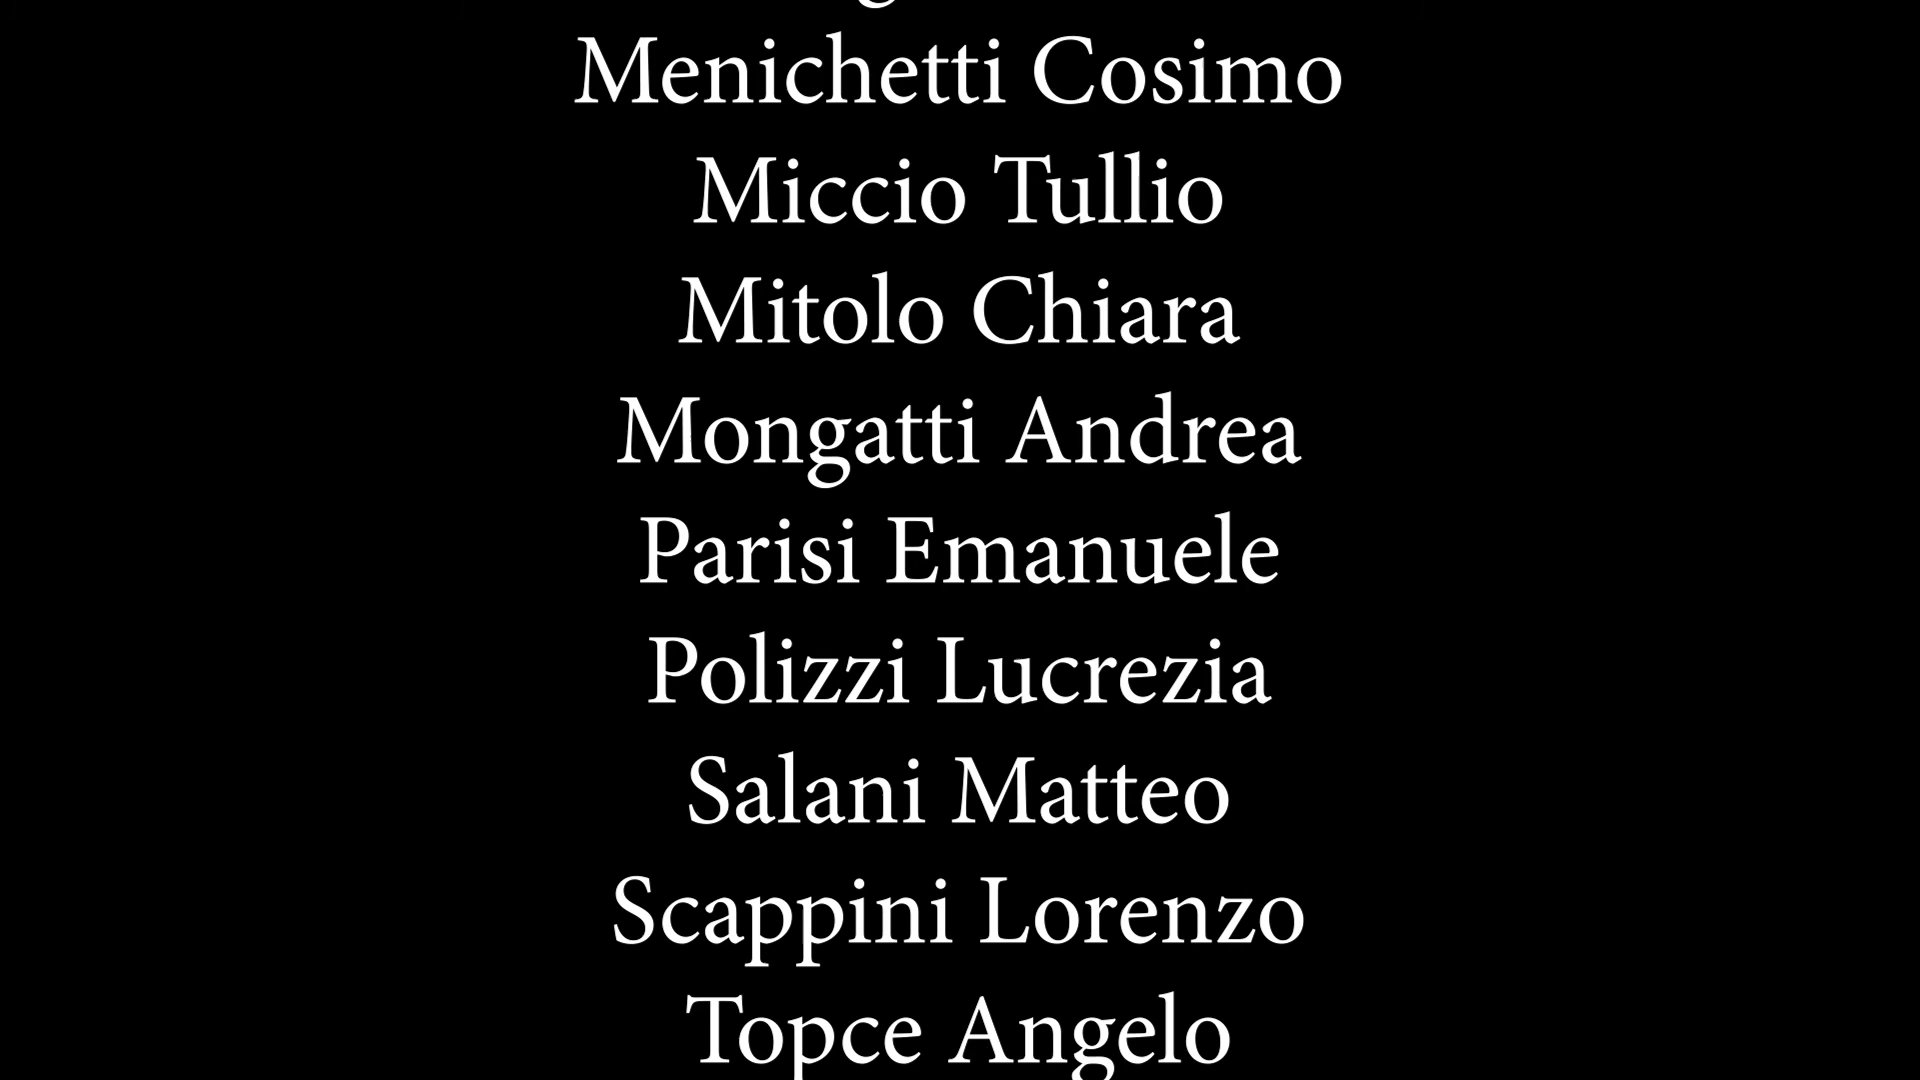 Menichetti Cosimo
Miccio Tullio
Mitolo Chiara
Mongatti Andrea
Parisi Emanuele
Polizzi Lucrezia
Salani Matteo
Scappini Lorenzo
Topce Angelo